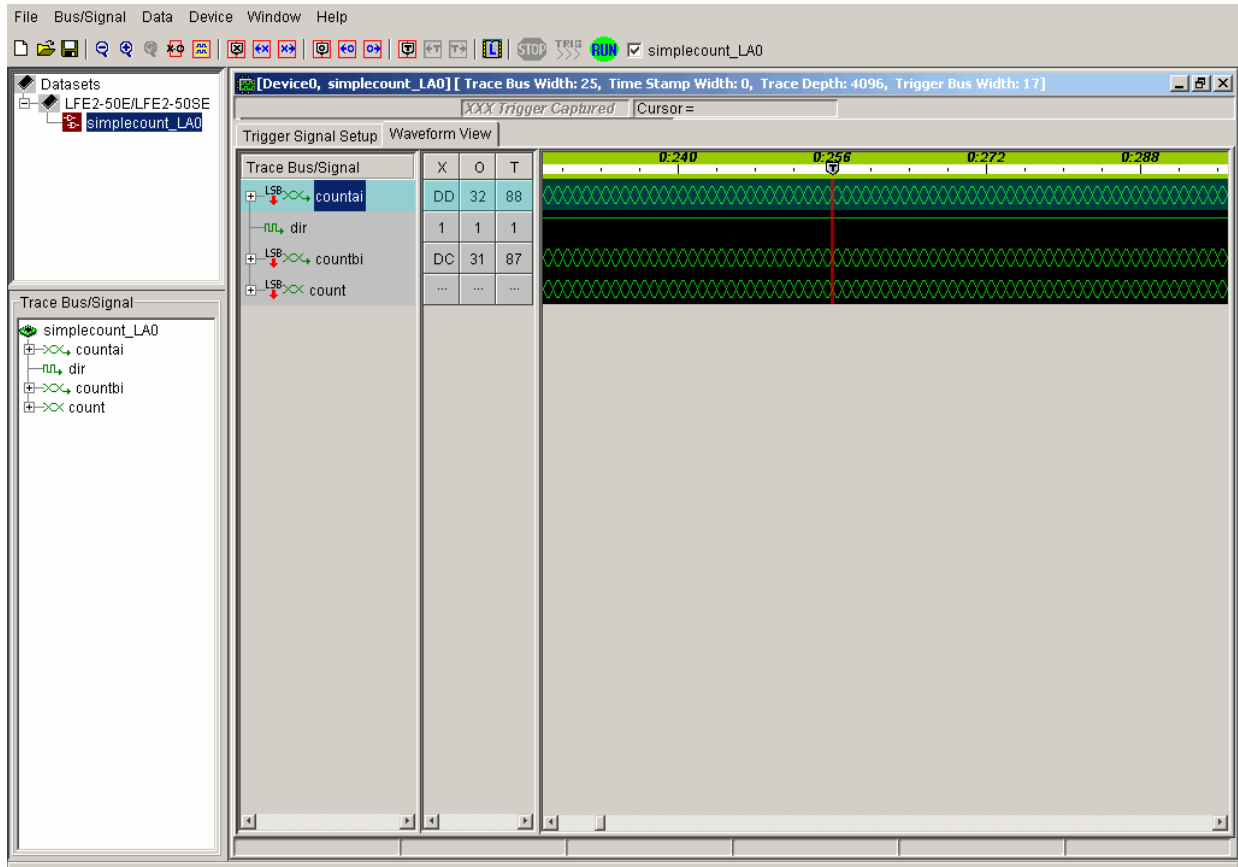 File Bus/Signal Data Device Window Help
STOP TRIG RUN simplecount_LA0
Datasets
LFE2-50E/LFE2-50SE
simplecount_LA0
[Device0, simplecount_LA0] [ Trace Bus Width: 25, Time Stamp Width: 0, Trace Depth: 4096, Trigger Bus Width: 17]
XXX Trigger Captured Cursor =
Trigger Signal Setup Waveform View
Trace Bus/Signal X O T 0:240 0:256 0:272 0:288
T
LSB countai DD 32 88
dir 1 1 1
LSB countbi DC 31 87
LSB count ... ... ...
Trace Bus/Signal
simplecount_LA0
countai
dir
countbi
count